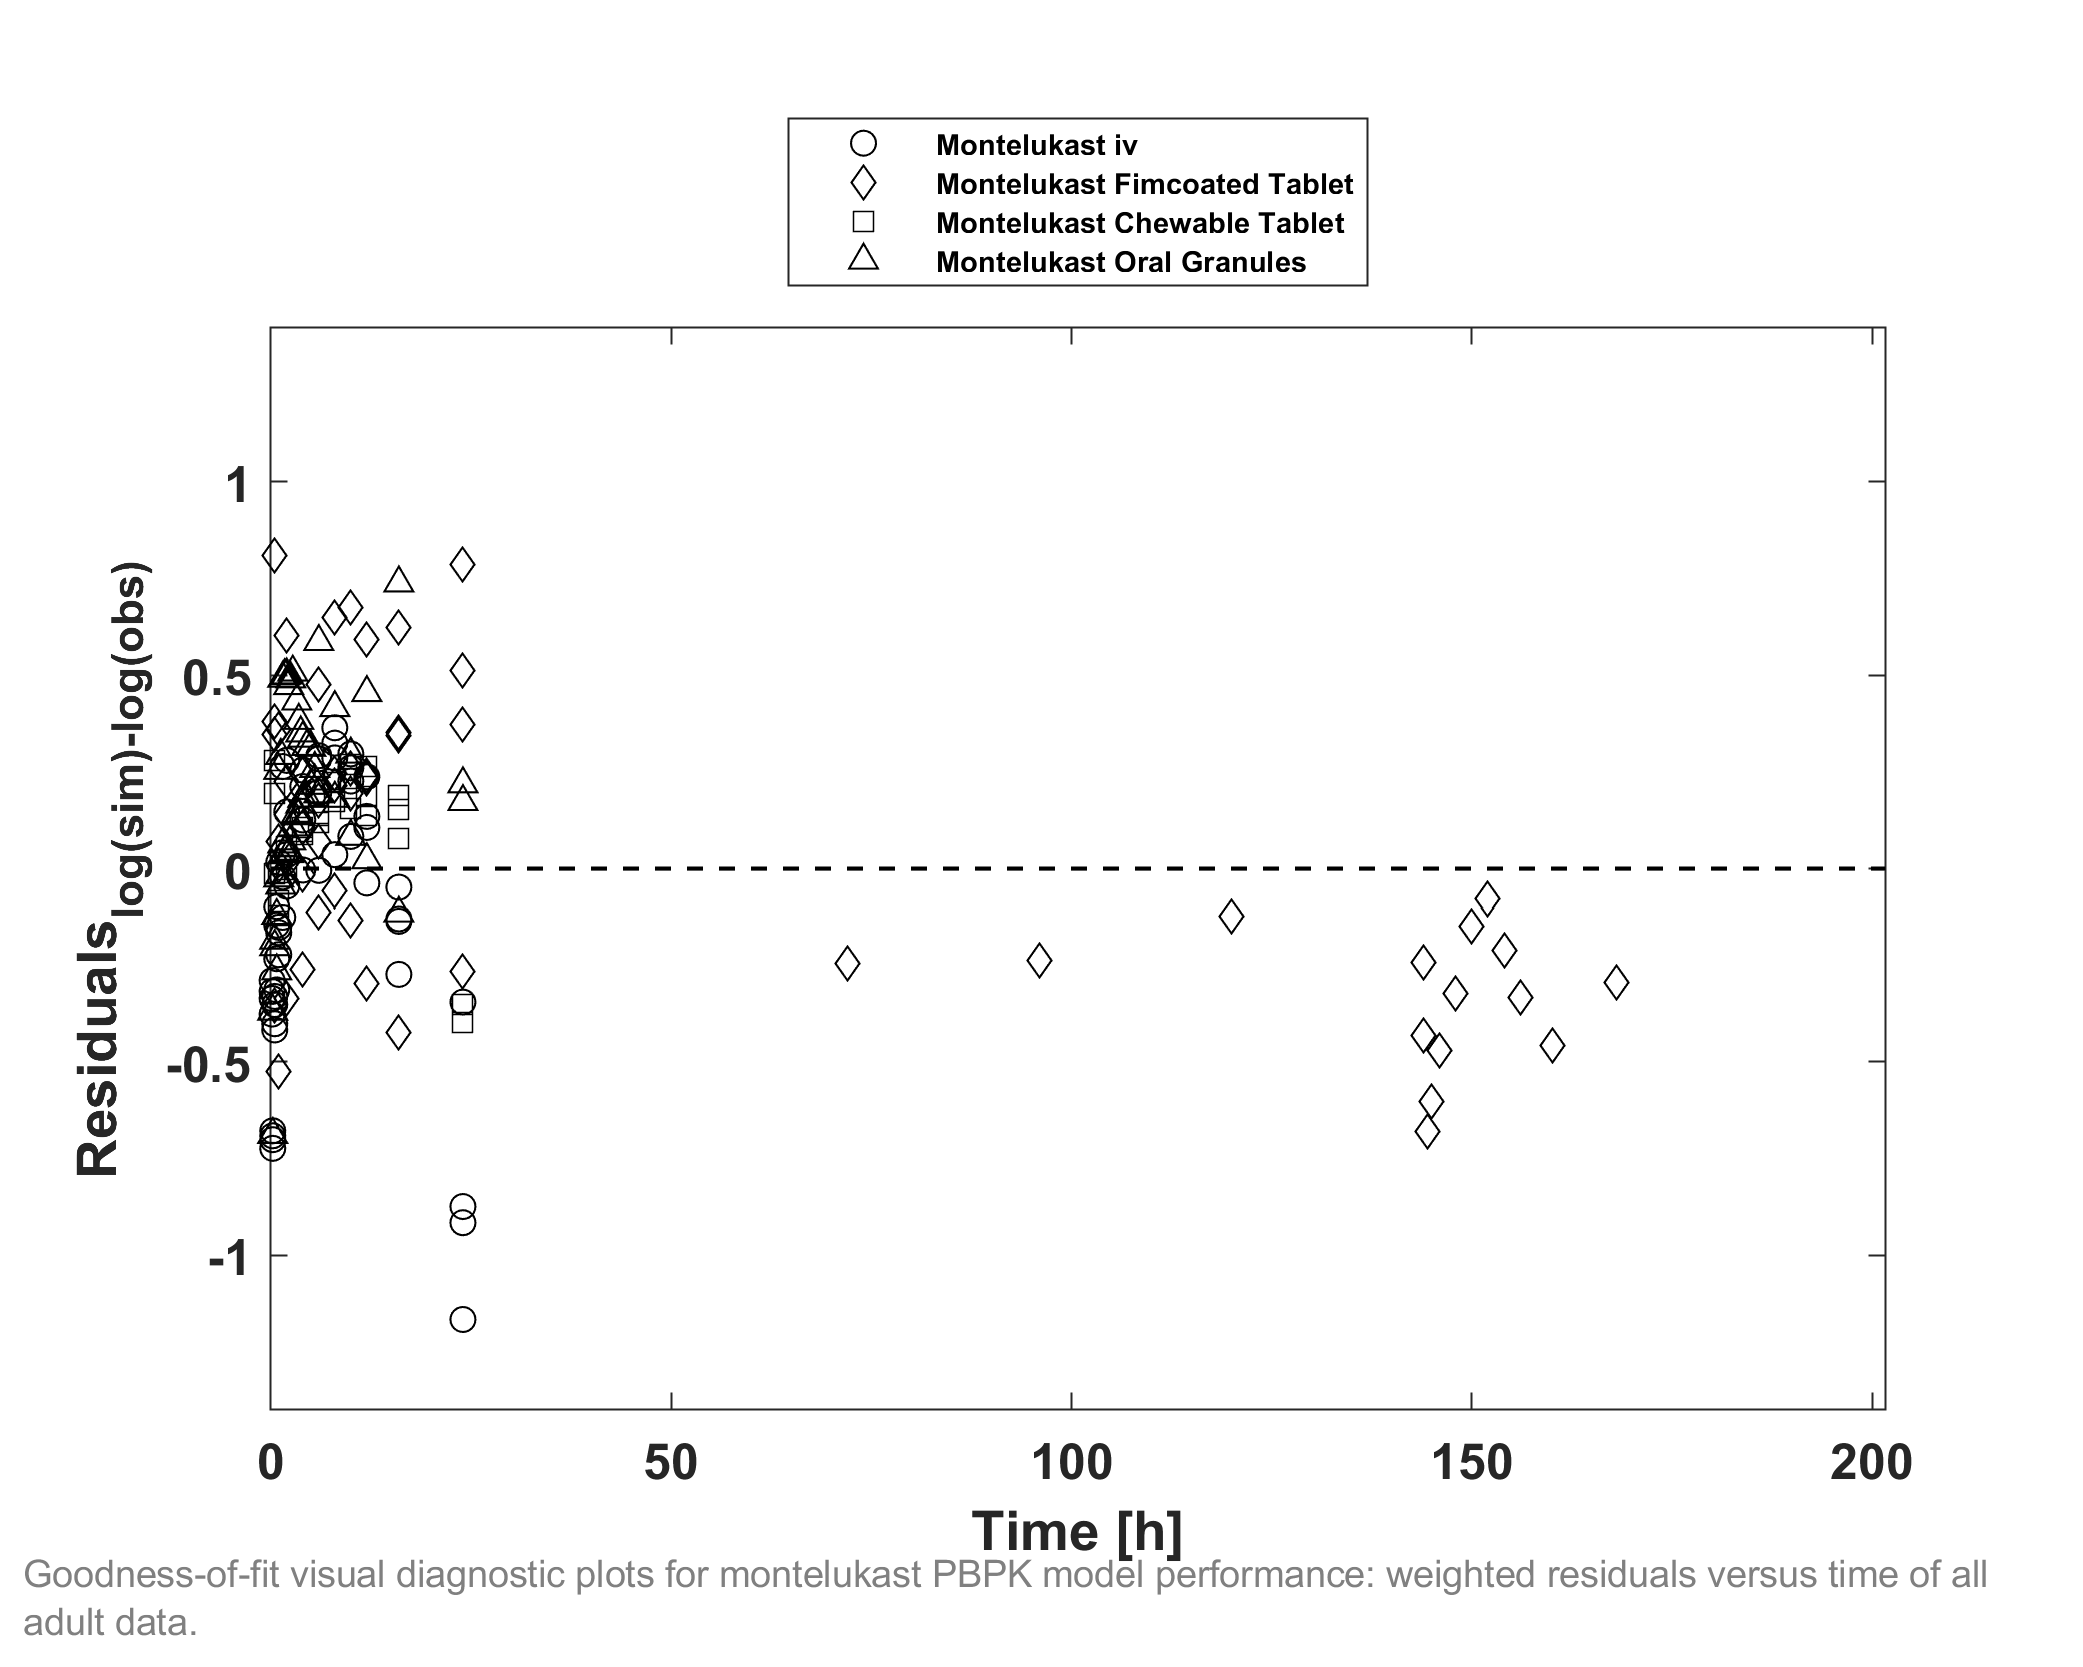 Montelukast iv
Montelukast Fimcoated Tablet
Montelukast Chewable Tablet
Montelukast Oral Granules
1
0.5
0
-0.5
-1
Residuals log(sim)-log(obs)
0 50 100 150 200
Time [h]
Goodness-of-fit visual diagnostic plots for montelukast PBPK model performance: weighted residuals versus time of all
adult data.